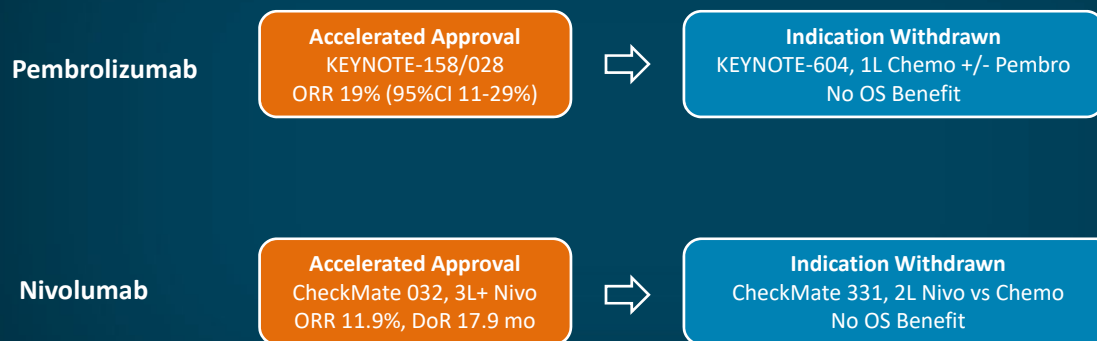 Pembrolizumab
Accelerated Approval
KEYNOTE-158/028
ORR 19% (95%CI 11-29%)
Indication Withdrawn
KEYNOTE-604, 1L Chemo +/- Pembro
No OS Benefit
Nivolumab
Accelerated Approval
CheckMate 032, 3L+ Nivo
ORR 11.9%, DoR 17.9 mo
Indication Withdrawn
CheckMate 331, 2L Nivo vs Chemo
No OS Benefit